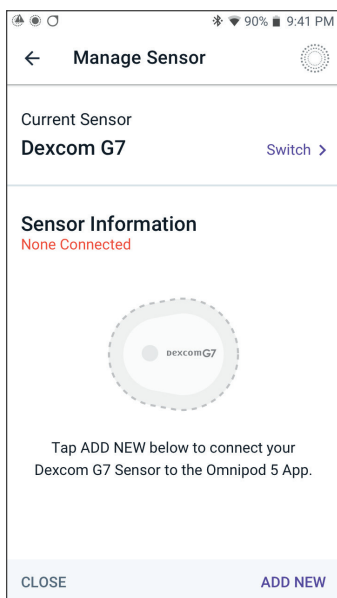 90% 9:41 PM
Manage Sensor
Current Sensor
Dexcom G7
Switch >
Sensor Information
None Connected
Dexcom G7
Tap ADD NEW below to connect your
Dexcom G7 Sensor to the Omnipod 5 App.
CLOSE
ADD NEW